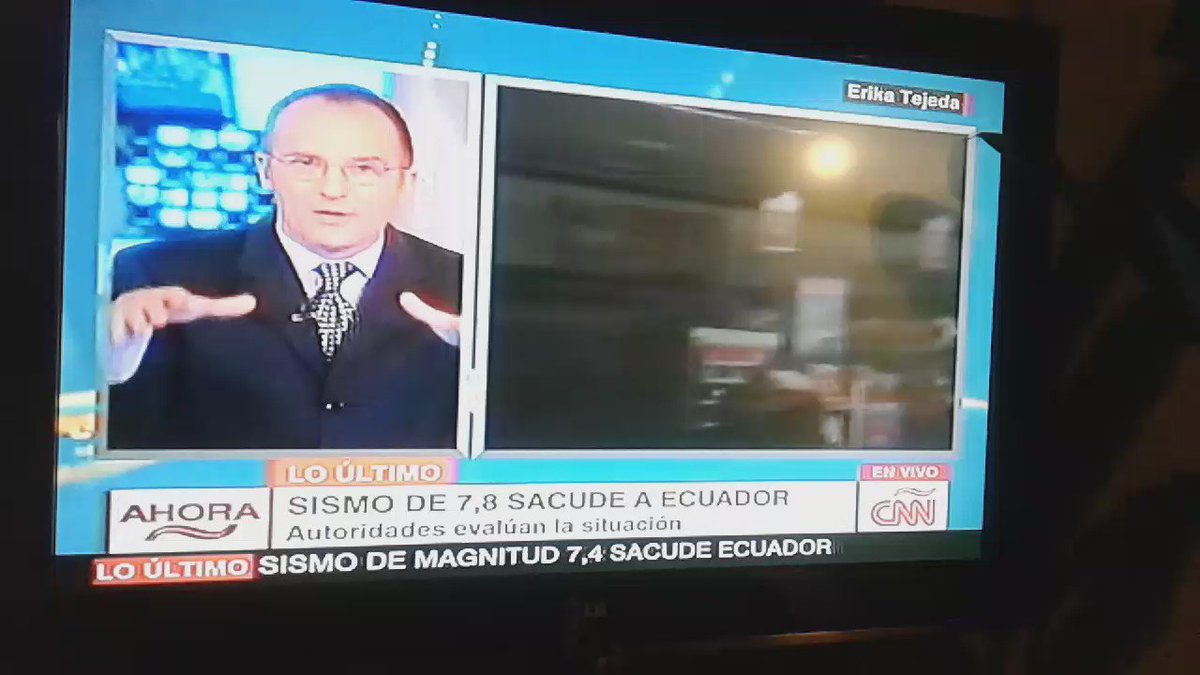 Erika Tejeda
LO ÚLTIMO
EN VIVO
AHORA
SISMO DE 7,8 SACUDE A ECUADOR
Autoridades evalúan la situación
CNN
LO ÚLTIMO SISMO DE MAGNITUD 7,4 SACUDE ECUADOR
LG